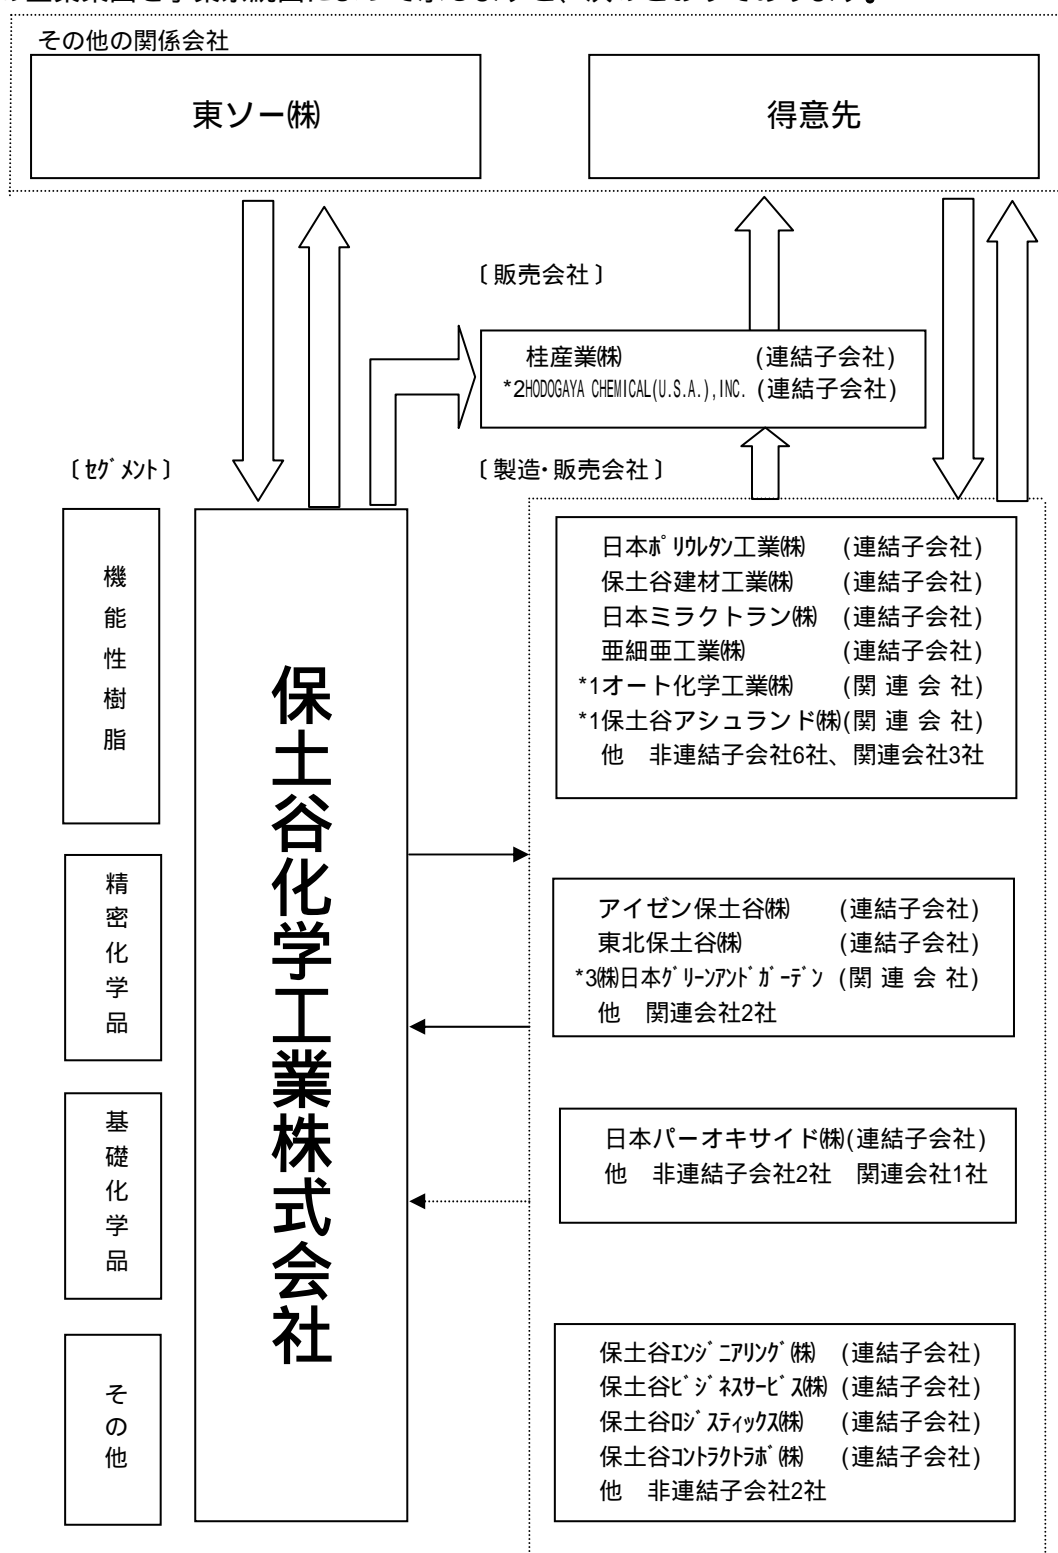 その他の関係会社
東ソー㈱
得意先
〔販売会社〕
桂産業㈱ (連結子会社)
*2HODOGAYA CHEMICAL(U.S.A.),INC. (連結子会社)
〔ｾｸﾞﾒﾝﾄ〕
〔製造・販売会社〕
機能性樹脂
精密化学品
基礎化学品
その他
保土谷化学工業株式会社
日本ﾎﾟﾘｳﾚﾀﾝ工業㈱ (連結子会社)
保土谷建材工業㈱ (連結子会社)
日本ミラクトラン㈱ (連結子会社)
亜細亜工業㈱ (連結子会社)
*1オート化学工業㈱ (関 連 会 社)
*1保土谷アシュランド㈱(関 連 会 社)
他 非連結子会社6社、関連会社3社
アイゼン保土谷㈱ (連結子会社)
東北保土谷㈱ (連結子会社)
*3㈱日本ｸﾞﾘｰﾝｱﾝﾄﾞｶﾞｰﾃﾞﾝ (関 連 会 社)
他 関連会社2社
日本パーオキサイド㈱(連結子会社)
他 非連結子会社2社 関連会社1社
保土谷ｴﾝｼﾞﾆｱﾘﾝｸﾞ㈱ (連結子会社)
保土谷ﾋﾞｼﾞﾈｽｻｰﾋﾞｽ㈱ (連結子会社)
保土谷ﾛｼﾞｽﾃｨｯｸｽ㈱ (連結子会社)
保土谷ｺﾝﾄﾗｸﾄﾗﾎﾞ㈱ (連結子会社)
他 非連結子会社2社